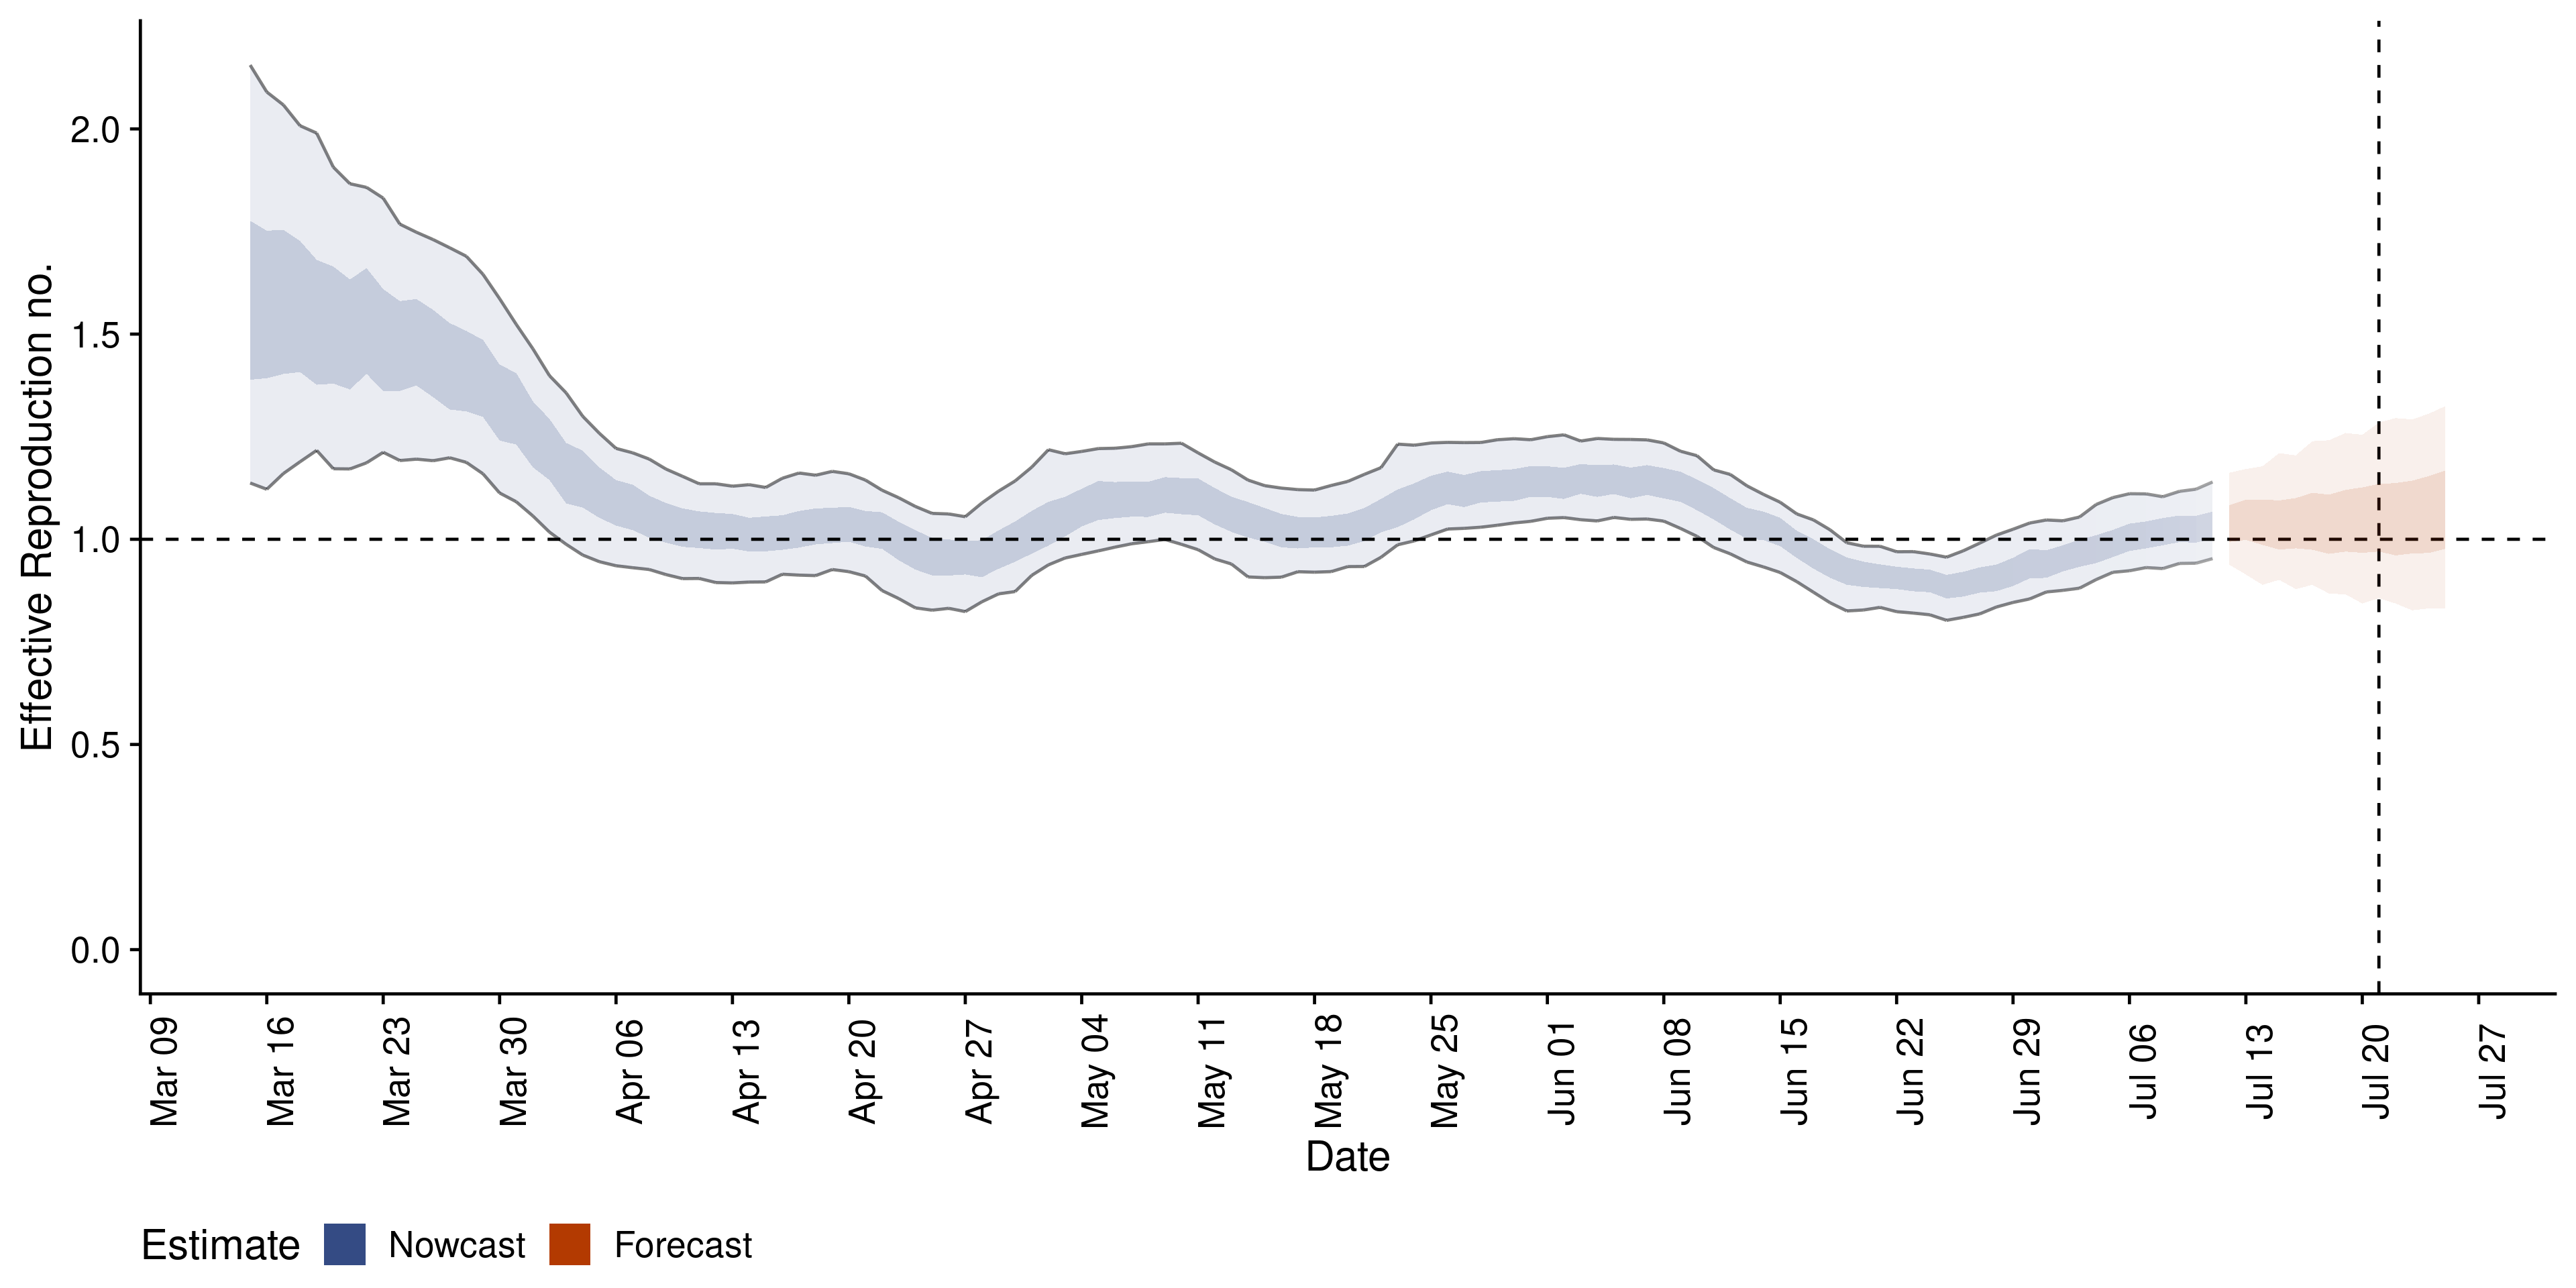 Effective Reproduction no.
2.0
1.5
1.0
0.5
0.0
Mar 09
Mar 16
Mar 23
Mar 30
Apr 06
Apr 13
Apr 20
Apr 27
May 04
May 11
May 18
May 25
Jun 01
Jun 08
Jun 15
Jun 22
Jun 29
Jul 06
Jul 13
Jul 20
Jul 27
Date
Estimate Nowcast Forecast